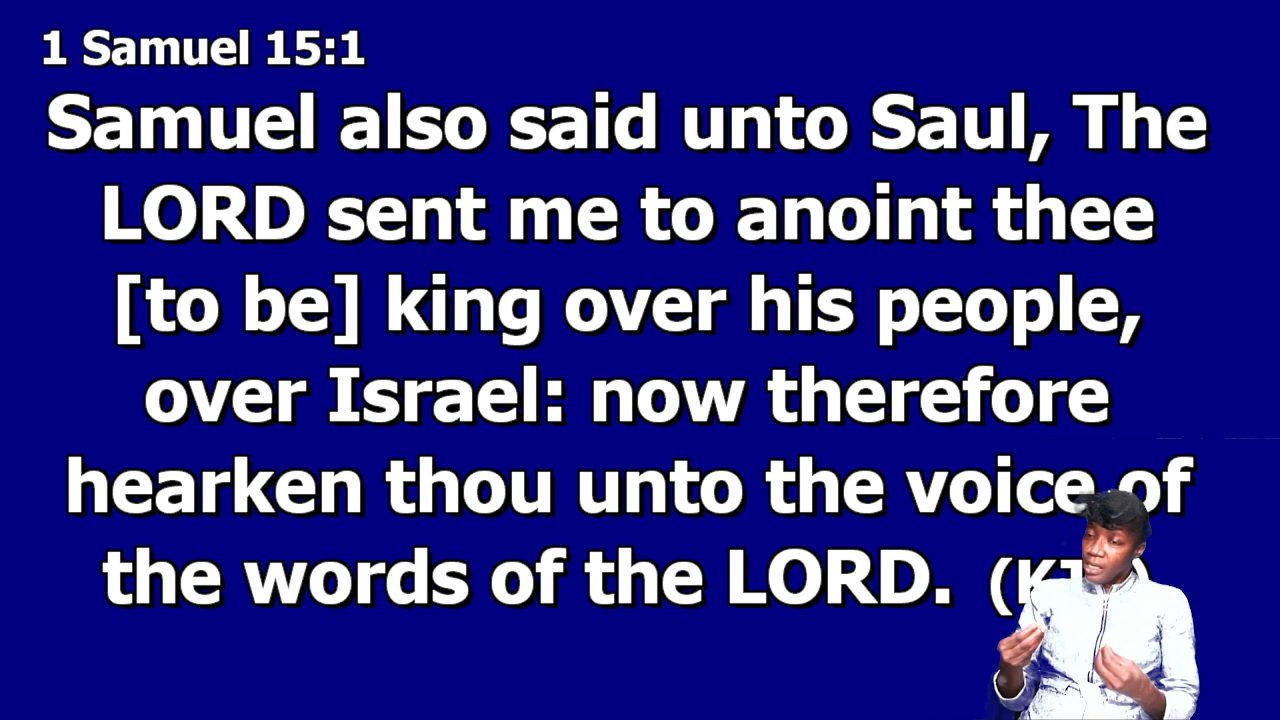 1 Samuel 15:1
Samuel also said unto Saul, The
LORD sent me to anoint thee
[to be] king over his people,
over Israel: now therefore
hearken thou unto the voice of
the words of the LORD.